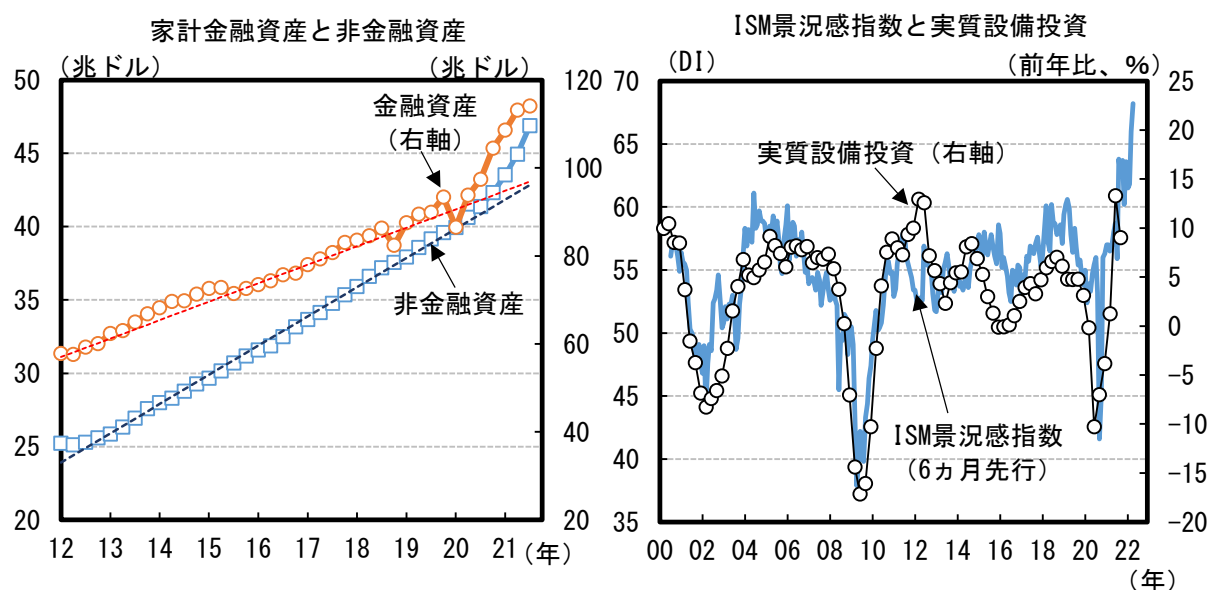 家計金融資産と非金融資産
(兆ドル) (兆ドル)
50 120
45 100
40 80
35
30 60
25 40
20 20
12 13 14 15 16 17 18 19 20 21 (年)
金融資産
(右軸)
非金融資産
ISM景況感指数と実質設備投資
(DI) (前年比、%)
70 25
65 20
60 15
55 10
50 5
45 0
40 -5
35 -10
-15
-20
00 02 04 06 08 10 12 14 16 18 20 22
(年)
実質設備投資(右軸)
ISM景況感指数
(6ヵ月先行)